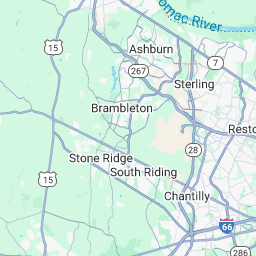 omac River
15
Ashburn
7
267
Sterling
Brambleton
Resto
28
Stone Ridge
South Riding
15
Chantilly
66
286